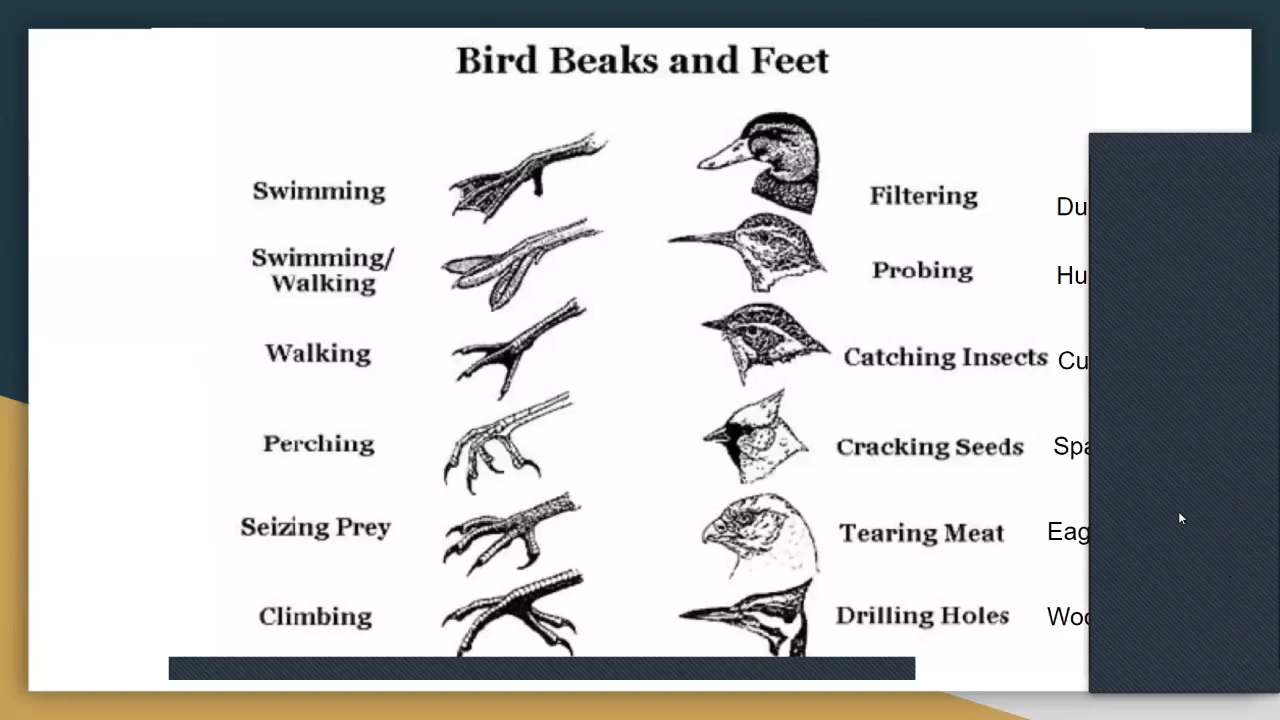 Bird Beaks and Feet
Swimming
Filtering
Du
Swimming/
Walking
Probing
Hu
Walking
Catching Insects
Cu
Perching
Cracking Seeds
Spa
Seizing Prey
Tearing Meat
Eag
Climbing
Drilling Holes
Woo